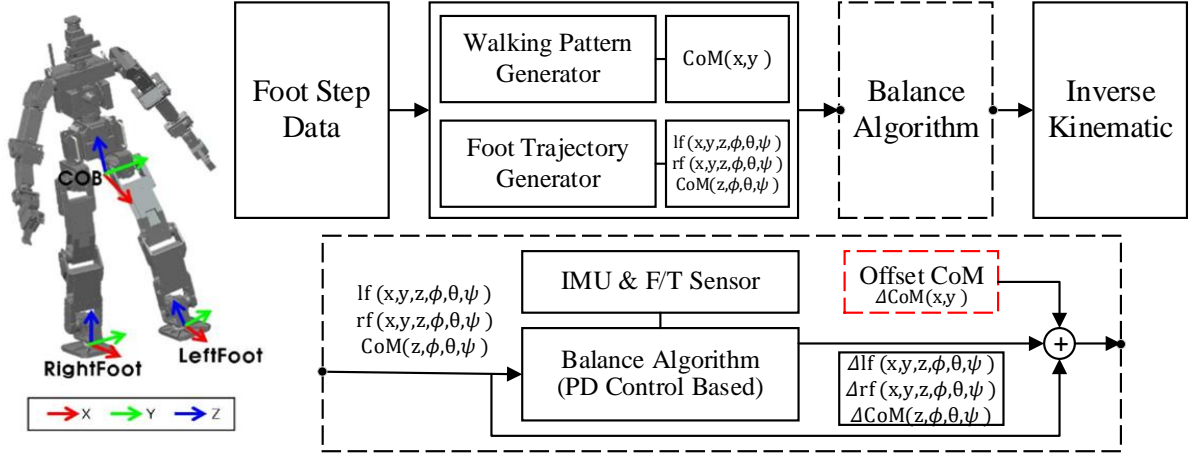 COB
RightFoot
LeftFoot
X Y Z
Foot Step
Data
Walking Pattern
Generator
CoM(x,y)
Foot Trajectory
Generator
lf(x,y,z,ϕ,θ,ψ)
rf(x,y,z,ϕ,θ,ψ)
CoM(z,ϕ,θ,ψ)
Balance
Algorithm
Inverse
Kinematic
lf(x,y,z,ϕ,θ,ψ)
rf(x,y,z,ϕ,θ,ψ)
CoM(z,ϕ,θ,ψ)
IMU & F/T Sensor
Balance Algorithm
(PD Control Based)
Offset CoM
ΔCoM(x,y)
+
Δlf(x,y,z,ϕ,θ,ψ)
Δrf(x,y,z,ϕ,θ,ψ)
ΔCoM(z,ϕ,θ,ψ)